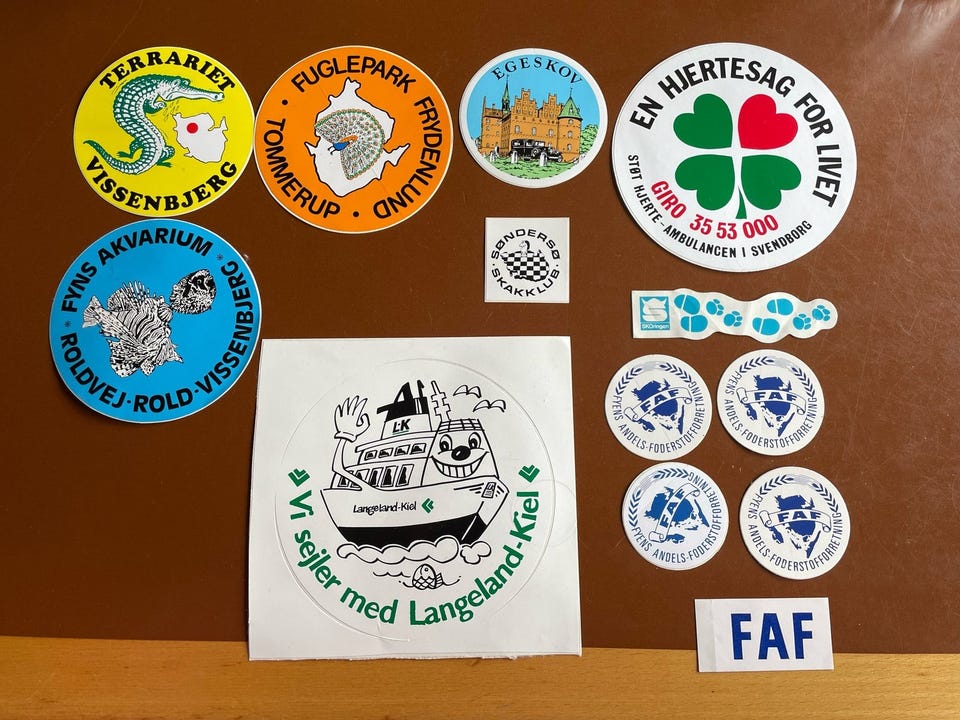 TERRARIET
VISSENBJERG
FUGLEPARK FRYDENLUND
· TOMMERUP ·
EGESKOV
EN HJERTESAG FOR LIVET
GIRO 35 53 000
STØT HJERTE-AMBULANCEN I SVENDBORG
* FYNS AKVARIUM *
ROLDVEJ·ROLD-VISSENBJERG
· SØNDERSØ ·
SKAKKLUB
S
SKOringen
L-K
Langeland-Kiel
Vi sejler med Langeland-Kiel
FAF
FYENS ANDELS-FODERSTOFFORRETNING
FAF
FYENS ANDELS-FODERSTOFFORRETNING
FAF
FYENS ANDELS-FODERSTOFFORRETNING
FAF
FYENS ANDELS-FODERSTOFFORRETNING
FAF